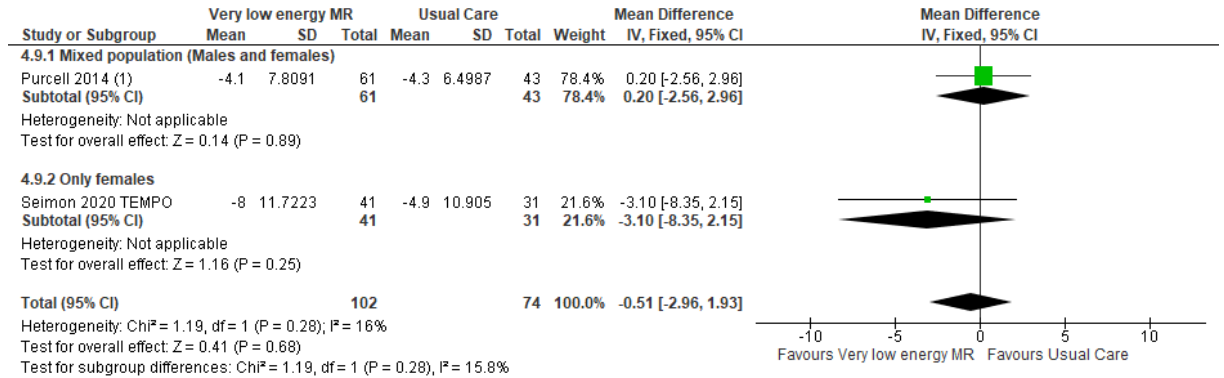 Very low energy MR Usual Care Mean Difference Mean Difference
Study or Subgroup Mean SD Total Mean SD Total Weight IV, Fixed, 95% CI IV, Fixed, 95% CI
4.9.1 Mixed population (Males and females)
Purcell 2014 (1) -4.1 7.8091 61 -4.3 6.4987 43 78.4% 0.20 [-2.56, 2.96]
Subtotal (95% CI) 61 43 78.4% 0.20 [-2.56, 2.96]
Heterogeneity: Not applicable
Test for overall effect: Z = 0.14 (P = 0.89)
4.9.2 Only females
Seimon 2020 TEMPO -8 11.7223 41 -4.9 10.905 31 21.6% -3.10 [-8.35, 2.15]
Subtotal (95% CI) 41 31 21.6% -3.10 [-8.35, 2.15]
Heterogeneity: Not applicable
Test for overall effect: Z = 1.16 (P = 0.25)
Total (95% CI) 102 74 100.0% -0.51 [-2.96, 1.93]
Heterogeneity: Chi² = 1.19, df = 1 (P = 0.28); I² = 16%
Test for overall effect: Z = 0.41 (P = 0.68)
Test for subgroup differences: Chi² = 1.19, df = 1 (P = 0.28), I² = 15.8%
-10 -5 0 5 10
Favours Very low energy MR Favours Usual Care